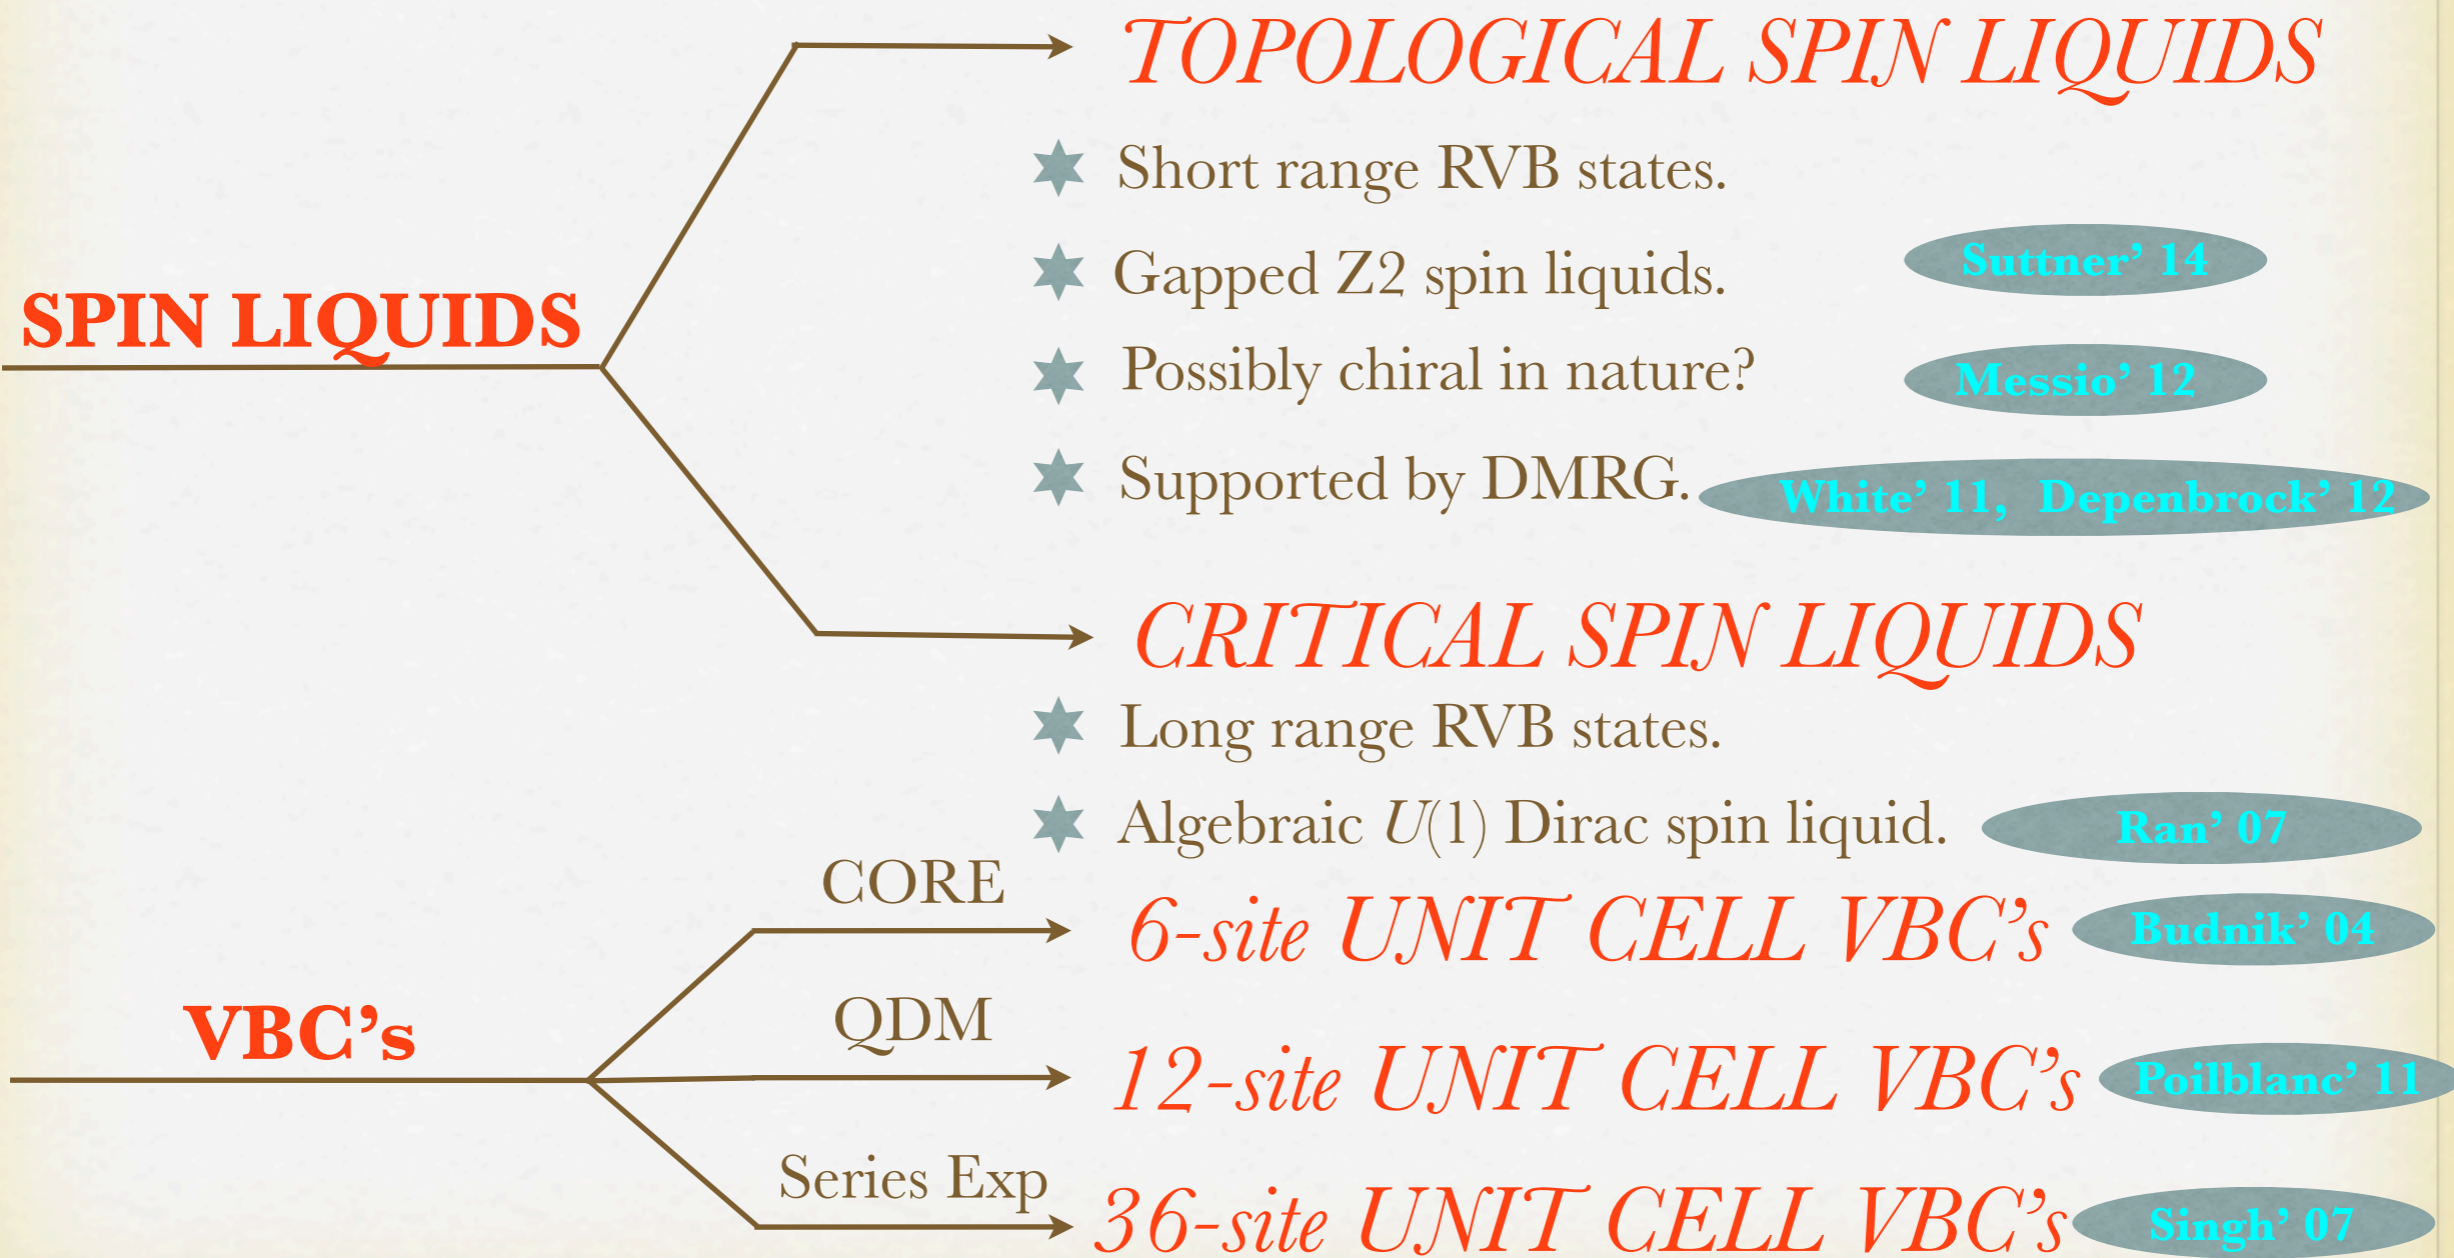 TOPOLOGICAL SPIN LIQUIDS
Short range RVB states.
Gapped Z2 spin liquids. Suttner’ 14
SPIN LIQUIDS
Possibly chiral in nature? Messio’ 12
Supported by DMRG. White’ 11, Depenbrock’ 12
CRITICAL SPIN LIQUIDS
Long range RVB states.
Algebraic U(1) Dirac spin liquid. Ran’ 07
CORE
6-site UNIT CELL VBC’s Budnik’ 04
QDM
VBC’s
12-site UNIT CELL VBC’s Poilblanc’ 11
Series Exp
36-site UNIT CELL VBC’s Singh’ 07